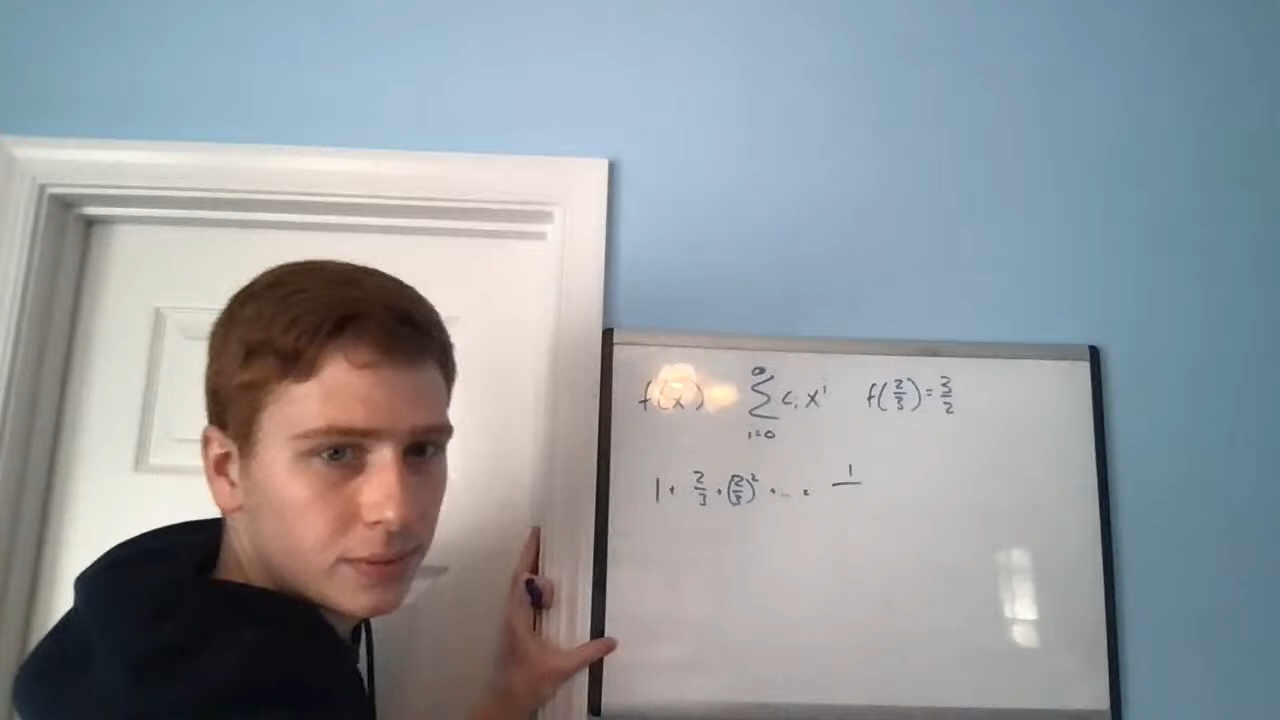 f(x) = ∞∑i=0 cᵢ xⁱ f(2/3) = 3/2
1 + 2/3 + (2/3)² + ... = 1/